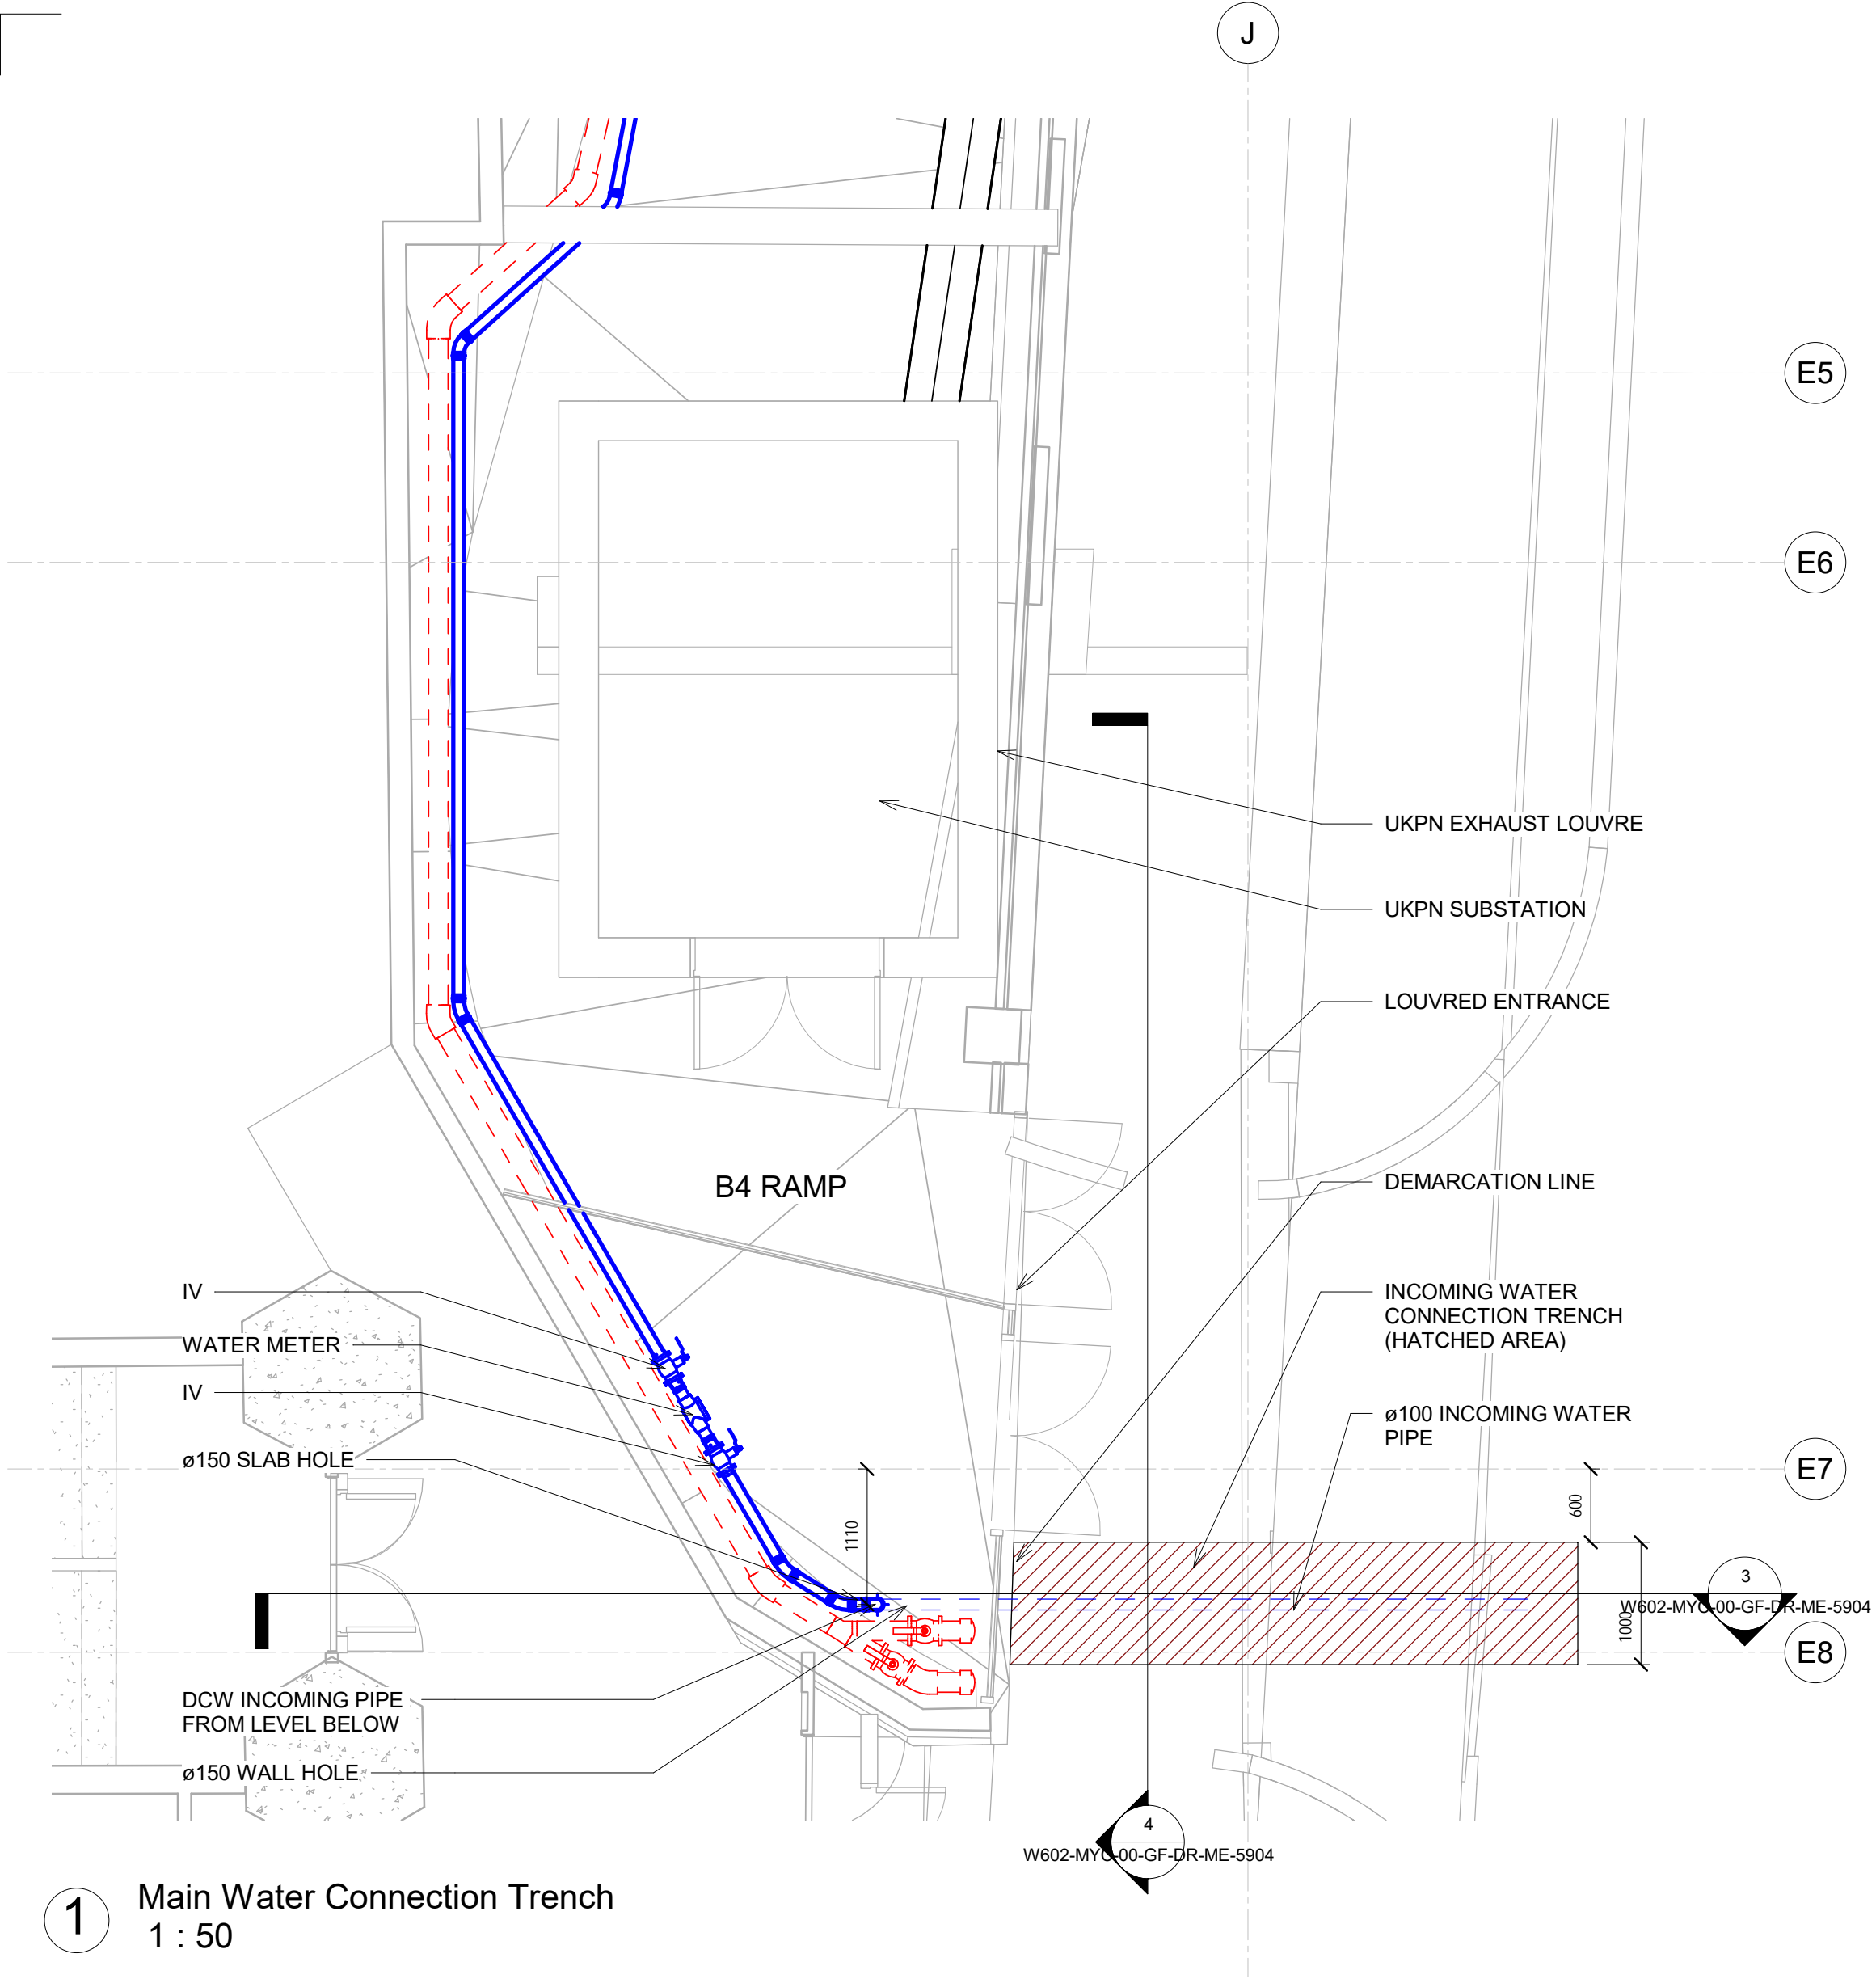 J
E5
E6
UKPN EXHAUST LOUVRE
UKPN SUBSTATION
LOUVRED ENTRANCE
B4 RAMP
DEMARCATION LINE
IV
INCOMING WATER
CONNECTION TRENCH
(HATCHED AREA)
WATER METER
IV
ø100 INCOMING WATER
PIPE
ø150 SLAB HOLE
E7
600
1110
3
W602-MYC-00-GF-DR-ME-5904
1000
E8
DCW INCOMING PIPE
FROM LEVEL BELOW
ø150 WALL HOLE
4
W602-MYC-00-GF-DR-ME-5904
1
Main Water Connection Trench
1 : 50